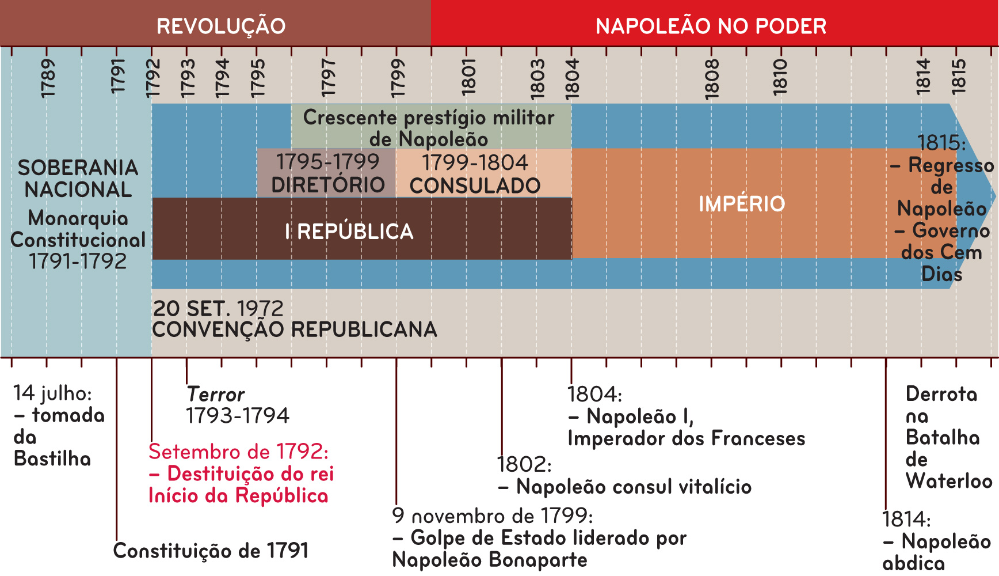 REVOLUÇÃO
NAPOLEÃO NO PODER
1789
1791
1792
1793
1794
1795
1797
1799
1801
1803
1804
1808
1810
1814
1815
Crescente prestígio militar
de Napoleão
1795-1799
DIRETÓRIO
1799-1804
CONSULADO
SOBERANIA
NACIONAL
Monarquia
Constitucional
1791-1792
I REPÚBLICA
IMPÉRIO
1815:
– Regresso
de
Napoleão
– Governo
dos Cem
Dias
20 SET. 1972
CONVENÇÃO REPUBLICANA
14 julho:
– tomada
da
Bastilha
Terror
1793-1794
Setembro de 1792:
– Destituição do rei
Início da República
Constituição de 1791
1804:
– Napoleão I,
Imperador dos Franceses
1802:
– Napoleão consul vitalício
9 novembro de 1799:
– Golpe de Estado liderado por
Napoleão Bonaparte
Derrota
na
Batalha
de
Waterloo
1814:
– Napoleão
abdica